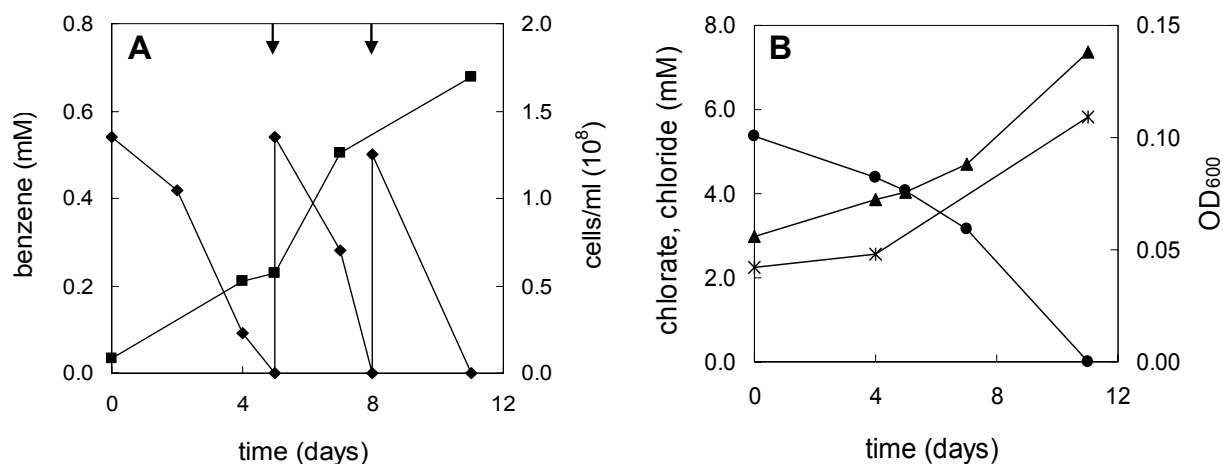 A
benzene (mM)
0.8
0.6
0.4
0.2
0.0
2.0
1.5
1.0
0.5
0.0
cells/ml (10⁸)
0 4 8 12
time (days)
B
chlorate, chloride (mM)
8.0
6.0
4.0
2.0
0.0
0.15
0.10
0.05
0.00
OD₆₀₀
0 4 8 12
time (days)